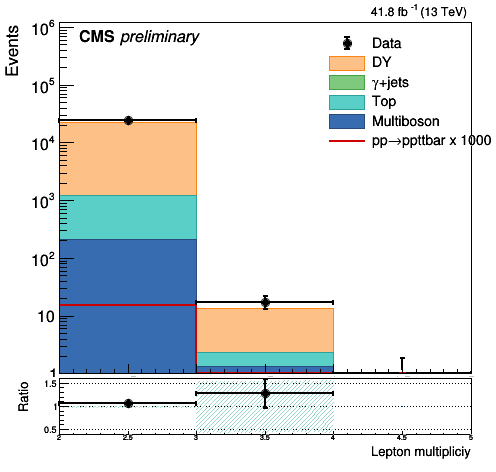 41.8 fb⁻¹ (13 TeV)
CMS preliminary
Events
10⁶
10⁵
10⁴
10³
10²
10
1
Data
DY
γ+jets
Top
Multiboson
pp→ppttbar x 1000
Ratio
1.5
1
0.5
2 2.5 3 3.5 4 4.5 5
Lepton multipliciy